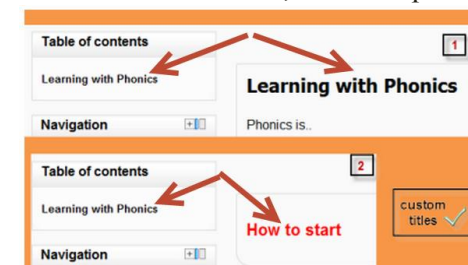 Table of contents
1
Learning with Phonics
Learning with Phonics
Navigation
Phonics is..
Table of contents
2
Learning with Phonics
custom
titles
How to start
Navigation